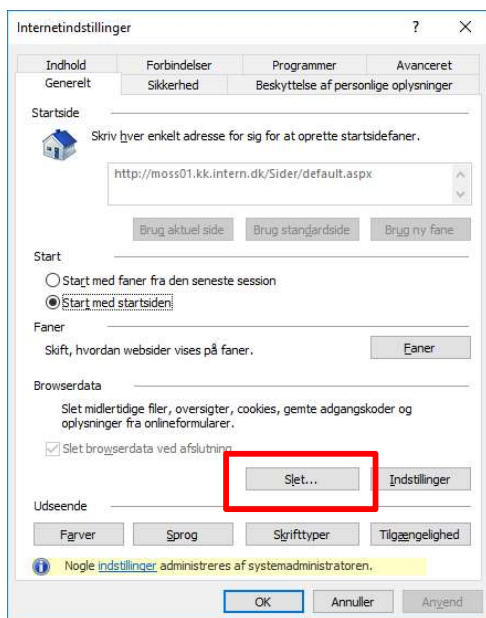 Internetindstillinger ? ×
Indhold Forbindelser Programmer Avanceret
Generelt Sikkerhed Beskyttelse af personlige oplysninger
Startside
Skriv hver enkelt adresse for sig for at oprette startsidefaner.
http://moss01.kk.intern.dk/Sider/default.aspx
Brug aktuel side Brug standardside Brug ny fane
Start
Start med faner fra den seneste session
Start med startsiden
Faner
Skift, hvordan websider vises på faner. Faner
Browserdata
Slet midlertidige filer, oversigter, cookies, gemte adgangskoder og
oplysninger fra onlineformularer.
Slet browserdata ved afslutning
Slet... Indstillinger
Udseende
Farver Sprog Skrifttyper Tilgængelighed
Nogle indstillinger administreres af systemadministratoren.
OK Annuller Anvend